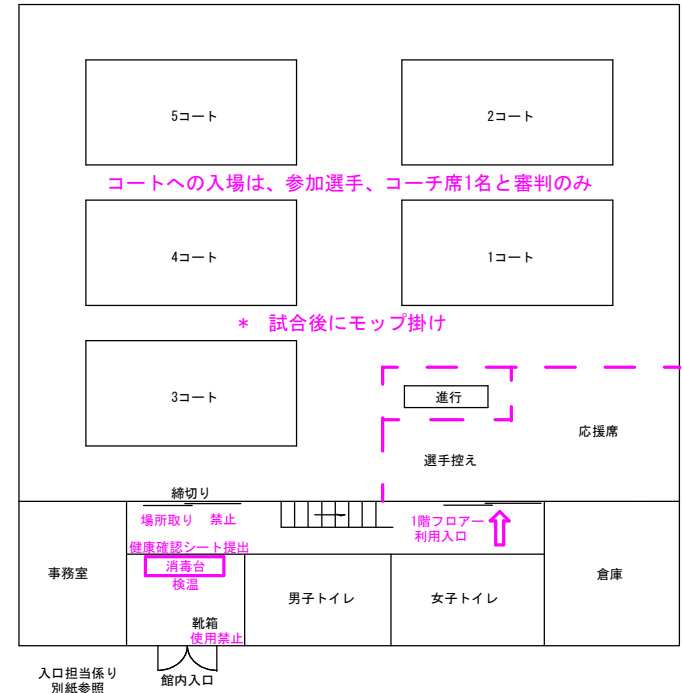 5コート
2コート
コートへの入場は、参加選手、コーチ席1名と審判のみ
4コート
1コート
* 試合後にモップ掛け
3コート
進行
応援席
選手控え
締切り
場所取り 禁止
1階フロアー
利用入口
健康確認シート提出
消毒台
検温
事務室
男子トイレ
女子トイレ
倉庫
靴箱
使用禁止
館内入口
入口担当係り
別紙参照